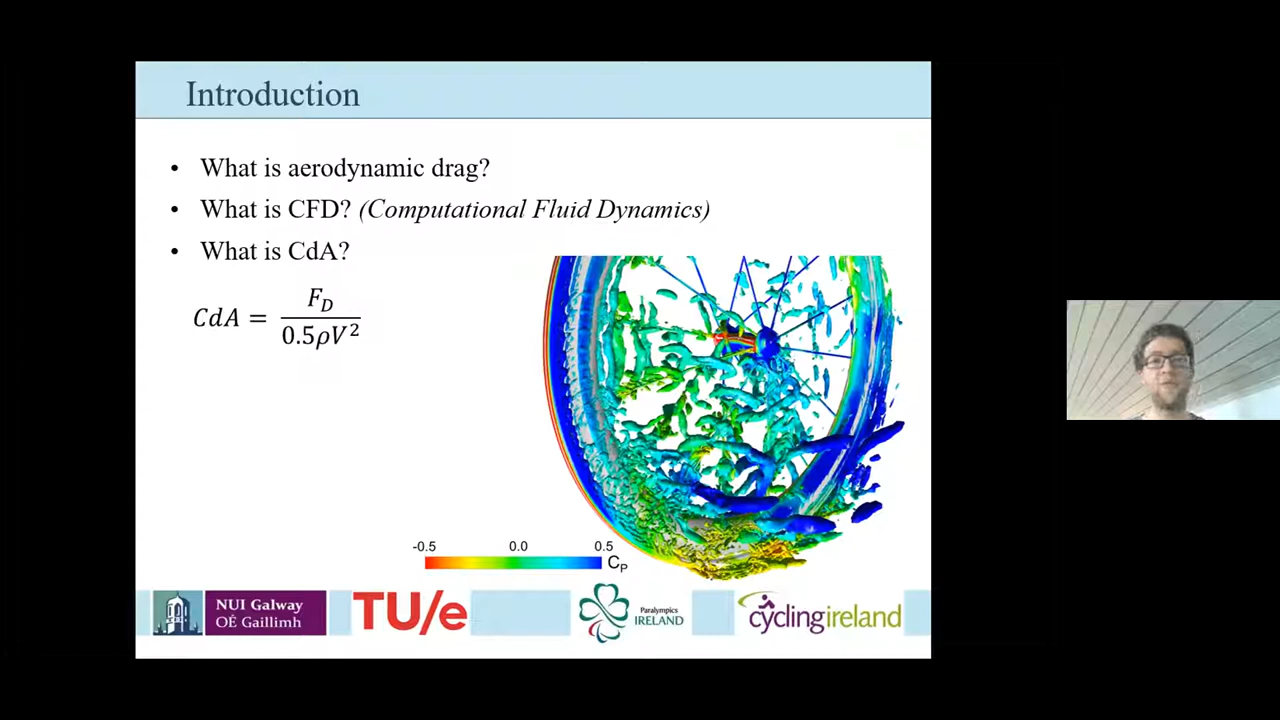 Introduction
• What is aerodynamic drag?
• What is CFD? (Computational Fluid Dynamics)
• What is CdA?
CdA = F_D / 0.5ρV²
-0.5 0.0 0.5
C_P
NUI Galway
OÉ Gaillimh
TU/e
Paralympics
IRELAND
cyclingireland